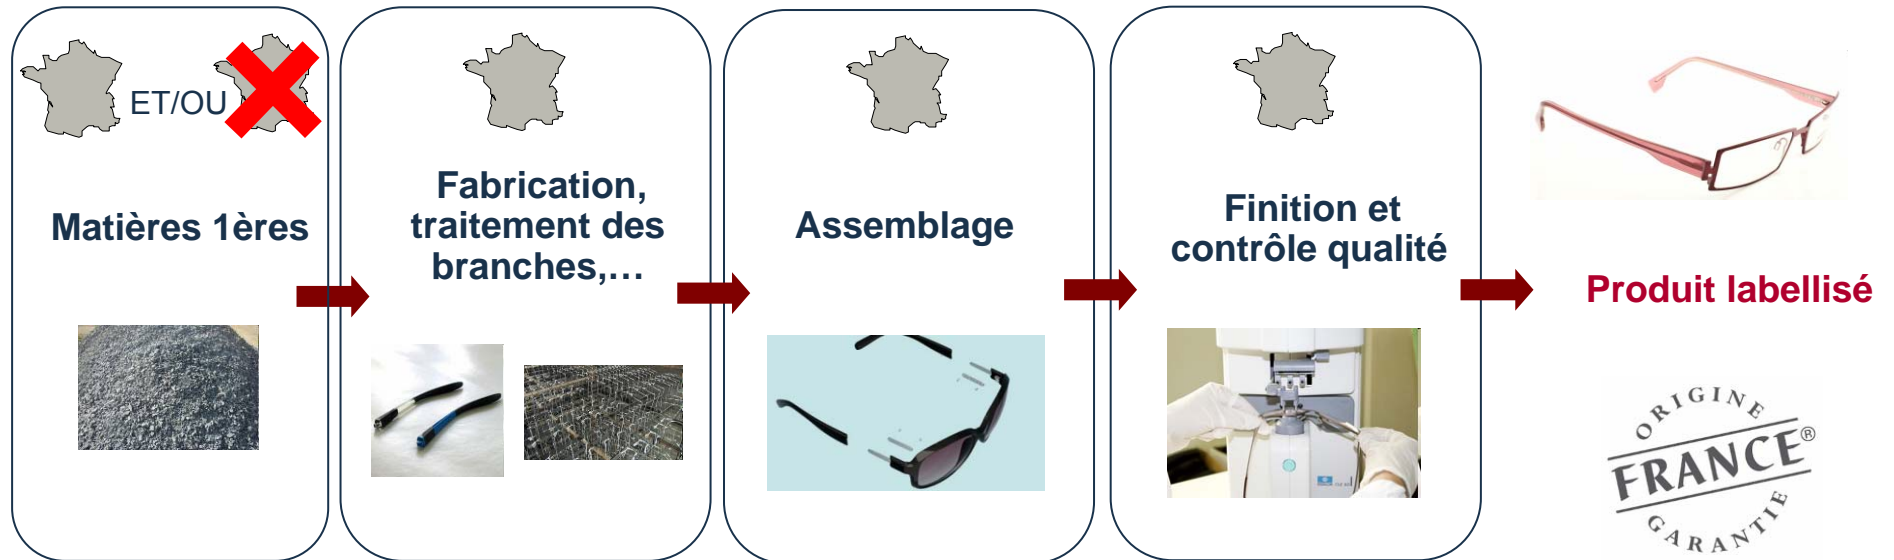 ET/OU
Matières 1ères
Fabrication,
traitement des
branches,...
Assemblage
Finition et
contrôle qualité
Produit labellisé
ORIGINE
FRANCE®
GARANTIE